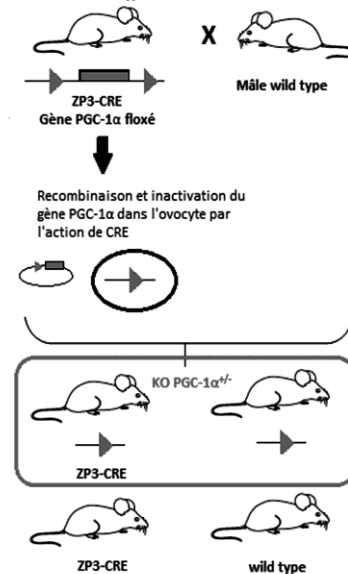 X
ZP3-CRE
Gène PGC-1α floxé
Mâle wild type
Recombinaison et inactivation du
gène PGC-1α dans l'ovocyte par
l'action de CRE
KO PGC-1α+/-
ZP3-CRE
ZP3-CRE
wild type